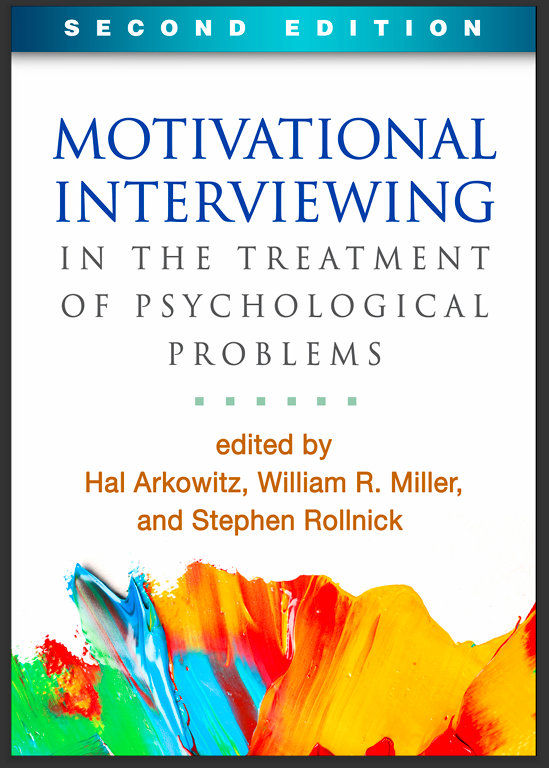 SECOND EDITION
MOTIVATIONAL
INTERVIEWING
IN THE TREATMENT
OF PSYCHOLOGICAL
PROBLEMS
edited by
Hal Arkowitz, William R. Miller,
and Stephen Rollnick